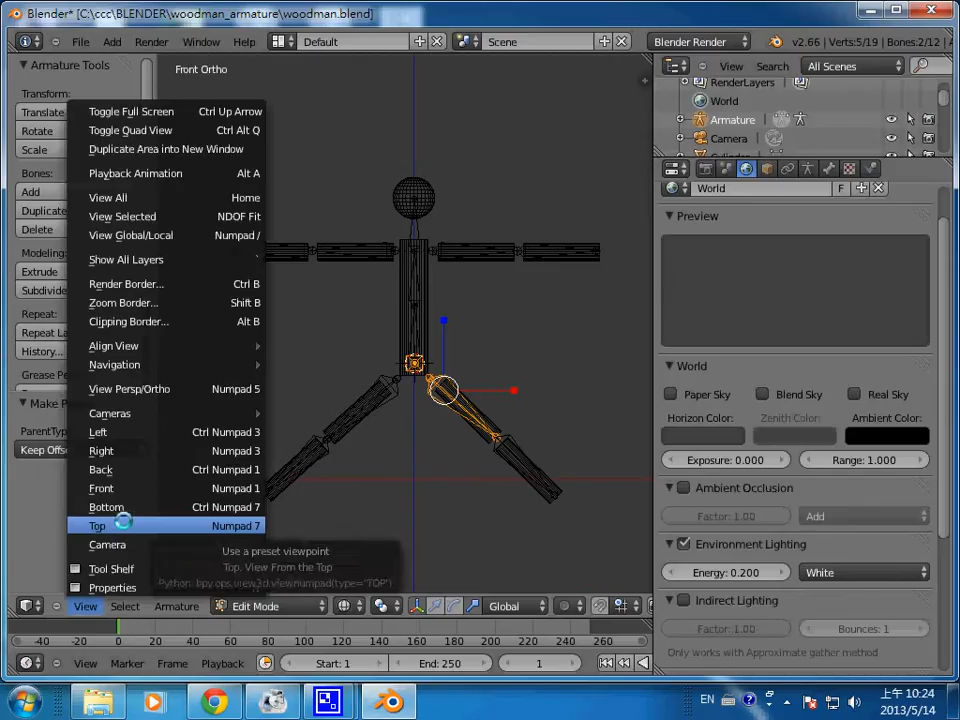 Blender* [C:\ccc\BLENDER\woodman_armature\woodman.blend]
File Add Render Window Help Default Scene Blender Render v2.66 | Verts:5/19 | Bones:2/12 | A
Armature Tools
Transform:
Translate
Rotate
Scale
Bones:
Add
Duplicate
Delete
Modeling:
Extrude
Subdivide
Repeat:
Repeat La
History...
Grease Pe
Make P
ParentTyp
Keep Offs
Front Ortho
Toggle Full Screen Ctrl Up Arrow
Toggle Quad View Ctrl Alt Q
Duplicate Area into New Window
Playback Animation Alt A
View All Home
View Selected NDOF Fit
View Global/Local Numpad /
Show All Layers `
Render Border... Ctrl B
Zoom Border... Shift B
Clipping Border... Alt B
Align View
Navigation
View Persp/Ortho Numpad 5
Cameras
Left Ctrl Numpad 3
Right Numpad 3
Back Ctrl Numpad 1
Front Numpad 1
Bottom Ctrl Numpad 7
Top Numpad 7
Camera
Tool Shelf
Properties
Use a preset viewpoint
Top. View From the Top
Python: bpy.ops.view3d.viewnumpad(type="TOP")
View Select Armature Edit Mode Global
-40 -20 0 20 40 60 80 100 120 140 160 180 200 220 240 260
View Marker Frame Playback Start: 1 End: 250 1
View Search All Scenes
RenderLayers
World
Armature
Camera
World F
Preview
World
Paper Sky Blend Sky Real Sky
Horizon Color: Zenith Color: Ambient Color:
Exposure: 0.000 Range: 1.000
Ambient Occlusion
Factor: 1.00 Add
Environment Lighting
Energy: 0.200 White
Indirect Lighting
Factor: 1.00 Bounces: 1
Only works with Approximate gather method
EN
上午 10:24
2013/5/14